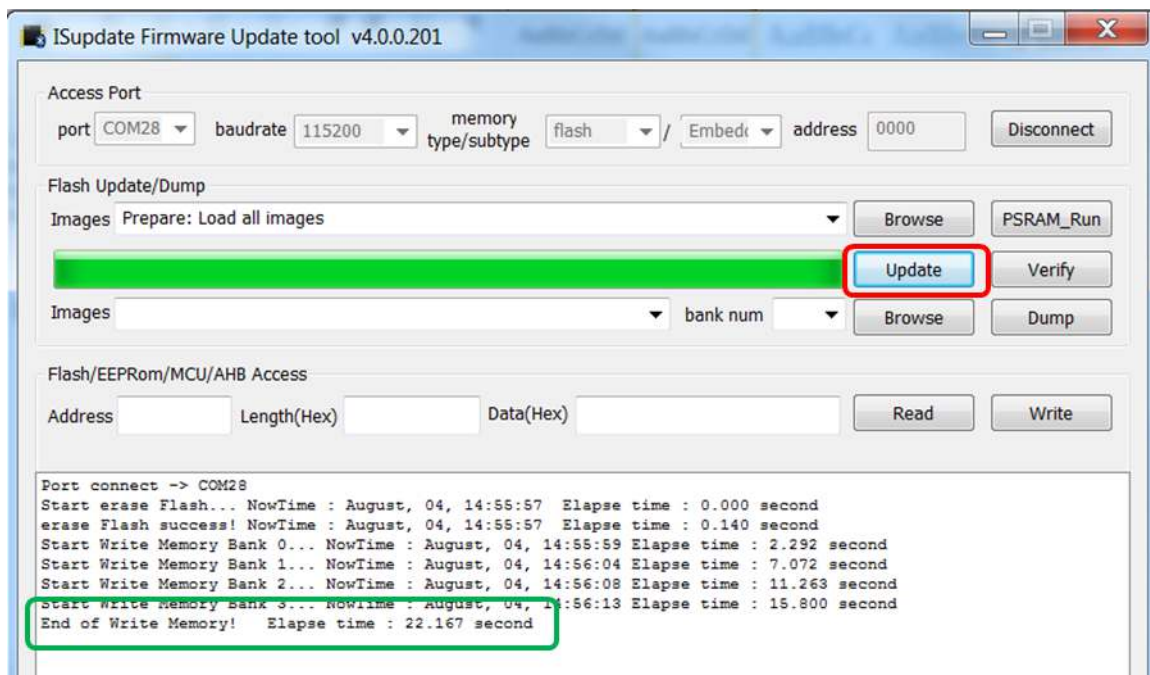 ISupdate Firmware Update tool v4.0.0.201
Access Port
port COM28 baudrate 115200 memory type/subtype flash / Embedc address 0000 Disconnect
Flash Update/Dump
Images Prepare: Load all images Browse PSRAM_Run
Update Verify
Images bank num Browse Dump
Flash/EEPRom/MCU/AHB Access
Address Length(Hex) Data(Hex) Read Write
Port connect -> COM28
Start erase Flash... NowTime : August, 04, 14:55:57 Elapse time : 0.000 second
erase Flash success! NowTime : August, 04, 14:55:57 Elapse time : 0.140 second
Start Write Memory Bank 0... NowTime : August, 04, 14:55:59 Elapse time : 2.292 second
Start Write Memory Bank 1... NowTime : August, 04, 14:56:04 Elapse time : 7.072 second
Start Write Memory Bank 2... NowTime : August, 04, 14:56:08 Elapse time : 11.263 second
Start Write Memory Bank 3... NowTime : August, 04, 14:56:13 Elapse time : 15.800 second
End of Write Memory! Elapse time : 22.167 second